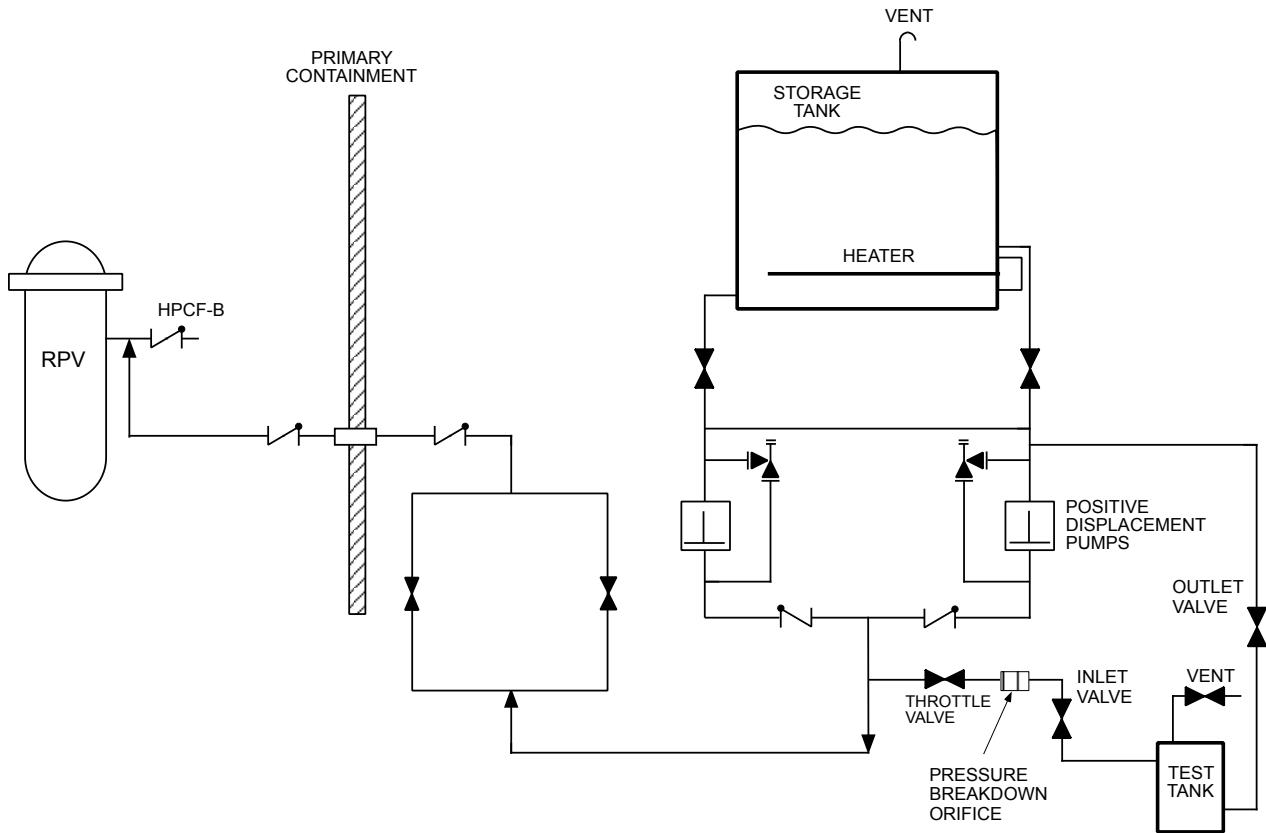 VENT
PRIMARY
CONTAINMENT
STORAGE
TANK
HEATER
HPCF-B
RPV
POSITIVE
DISPLACEMENT
PUMPS
OUTLET
VALVE
INLET
VALVE
VENT
THROTTLE
VALVE
PRESSURE
BREAKDOWN
ORIFICE
TEST
TANK